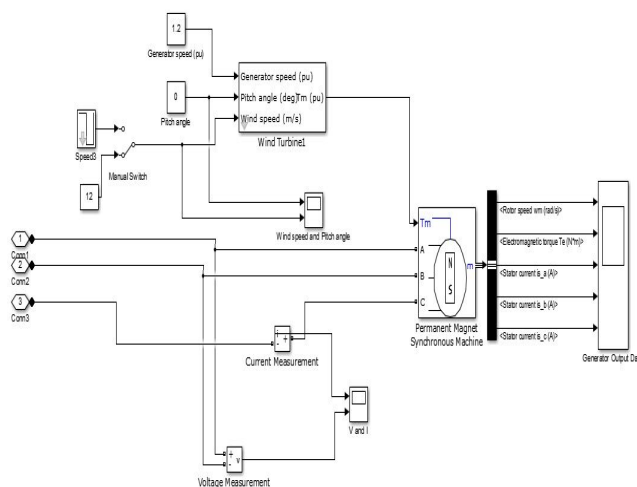 1.2
Generator speed (pu)
Generator speed (pu)
0
Pitch angle (deg)
Tm (pu)
Pitch angle
Wind speed (m/s)
Wind Turbine1
Speed3
Manual Switch
12
Wind speed and Pitch angle
Tm
<Rotor speed wm (rad/s)>
1
Conn1
A
<Electromagnetic torque Te (N*m)>
2
Conn2
B
N
S
m
<Stator current is_a (A)>
3
Conn3
C
<Stator current is_b (A)>
Permanent Magnet
Synchronous Machine
<Stator current is_c (A)>
Generator Output Da
i
+
-
Current Measurement
V and I
+
-
v
Voltage Measurement